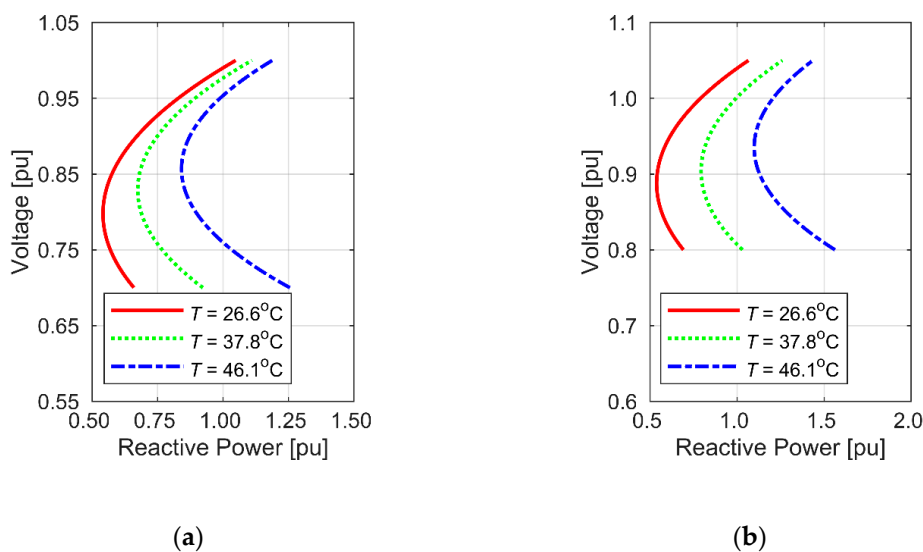 1.05
0.95
0.85
0.75
0.65
0.55
Voltage [pu]
T = 26.6°C
T = 37.8°C
T = 46.1°C
0.50 0.75 1.00 1.25 1.50
Reactive Power [pu]
(a)
1.1
1.0
0.9
0.8
0.7
0.6
Voltage [pu]
T = 26.6°C
T = 37.8°C
T = 46.1°C
0.5 1.0 1.5 2.0
Reactive Power [pu]
(b)